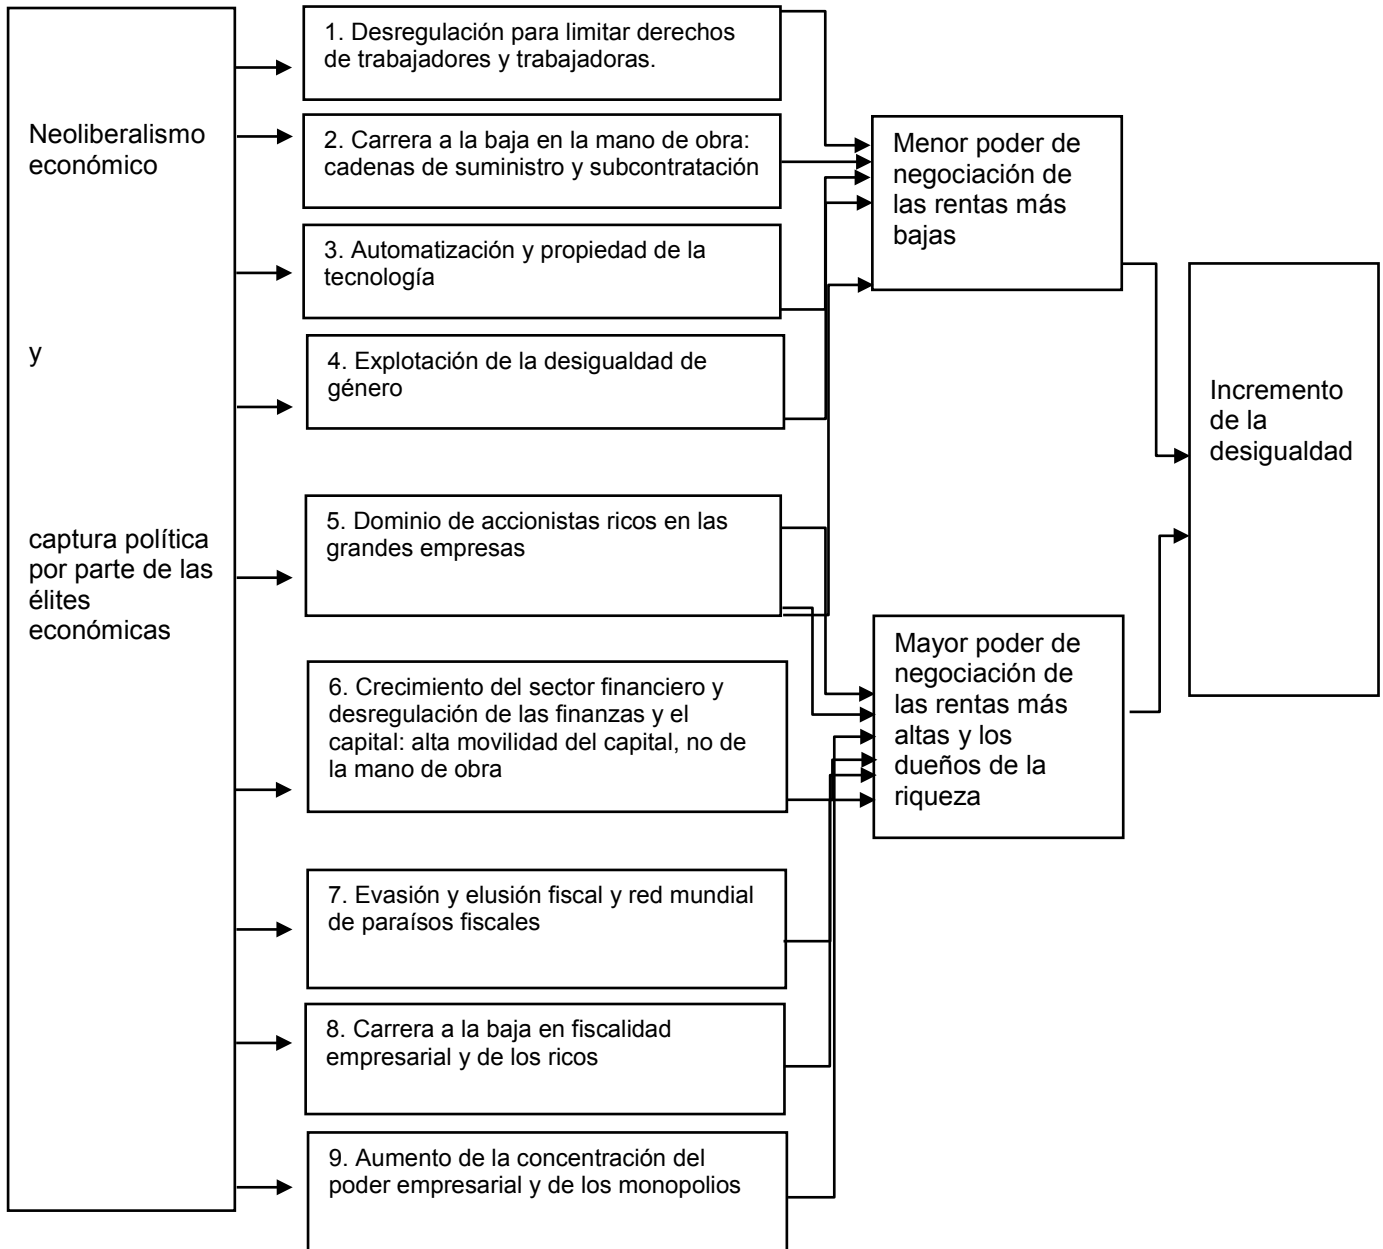 Neoliberalismo
económico
y
captura política
por parte de las
élites
económicas
1. Desregulación para limitar derechos
de trabajadores y trabajadoras.
2. Carrera a la baja en la mano de obra:
cadenas de suministro y subcontratación
3. Automatización y propiedad de la
tecnología
4. Explotación de la desigualdad de
género
5. Dominio de accionistas ricos en las
grandes empresas
6. Crecimiento del sector financiero y
desregulación de las finanzas y el
capital: alta movilidad del capital, no de
la mano de obra
7. Evasión y elusión fiscal y red mundial
de paraísos fiscales
8. Carrera a la baja en fiscalidad
empresarial y de los ricos
9. Aumento de la concentración del
poder empresarial y de los monopolios
Menor poder de
negociación de
las rentas más
bajas
Mayor poder de
negociación de
las rentas más
altas y los
dueños de la
riqueza
Incremento
de la
desigualdad